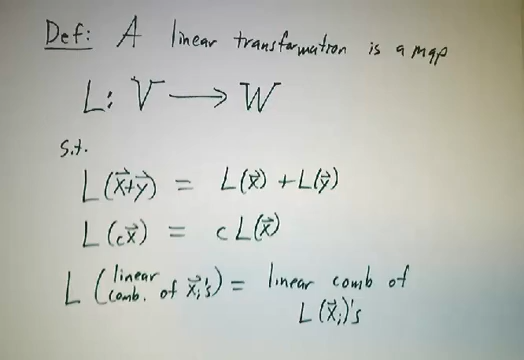 Def: A linear transformation is a map
L: V → W
s.t.
L(x⃗+y⃗) = L(x⃗) + L(y⃗)
L(cx⃗) = cL(x⃗)
L (linear comb. of x⃗ᵢ's) = linear comb of
L(x⃗ᵢ)'s